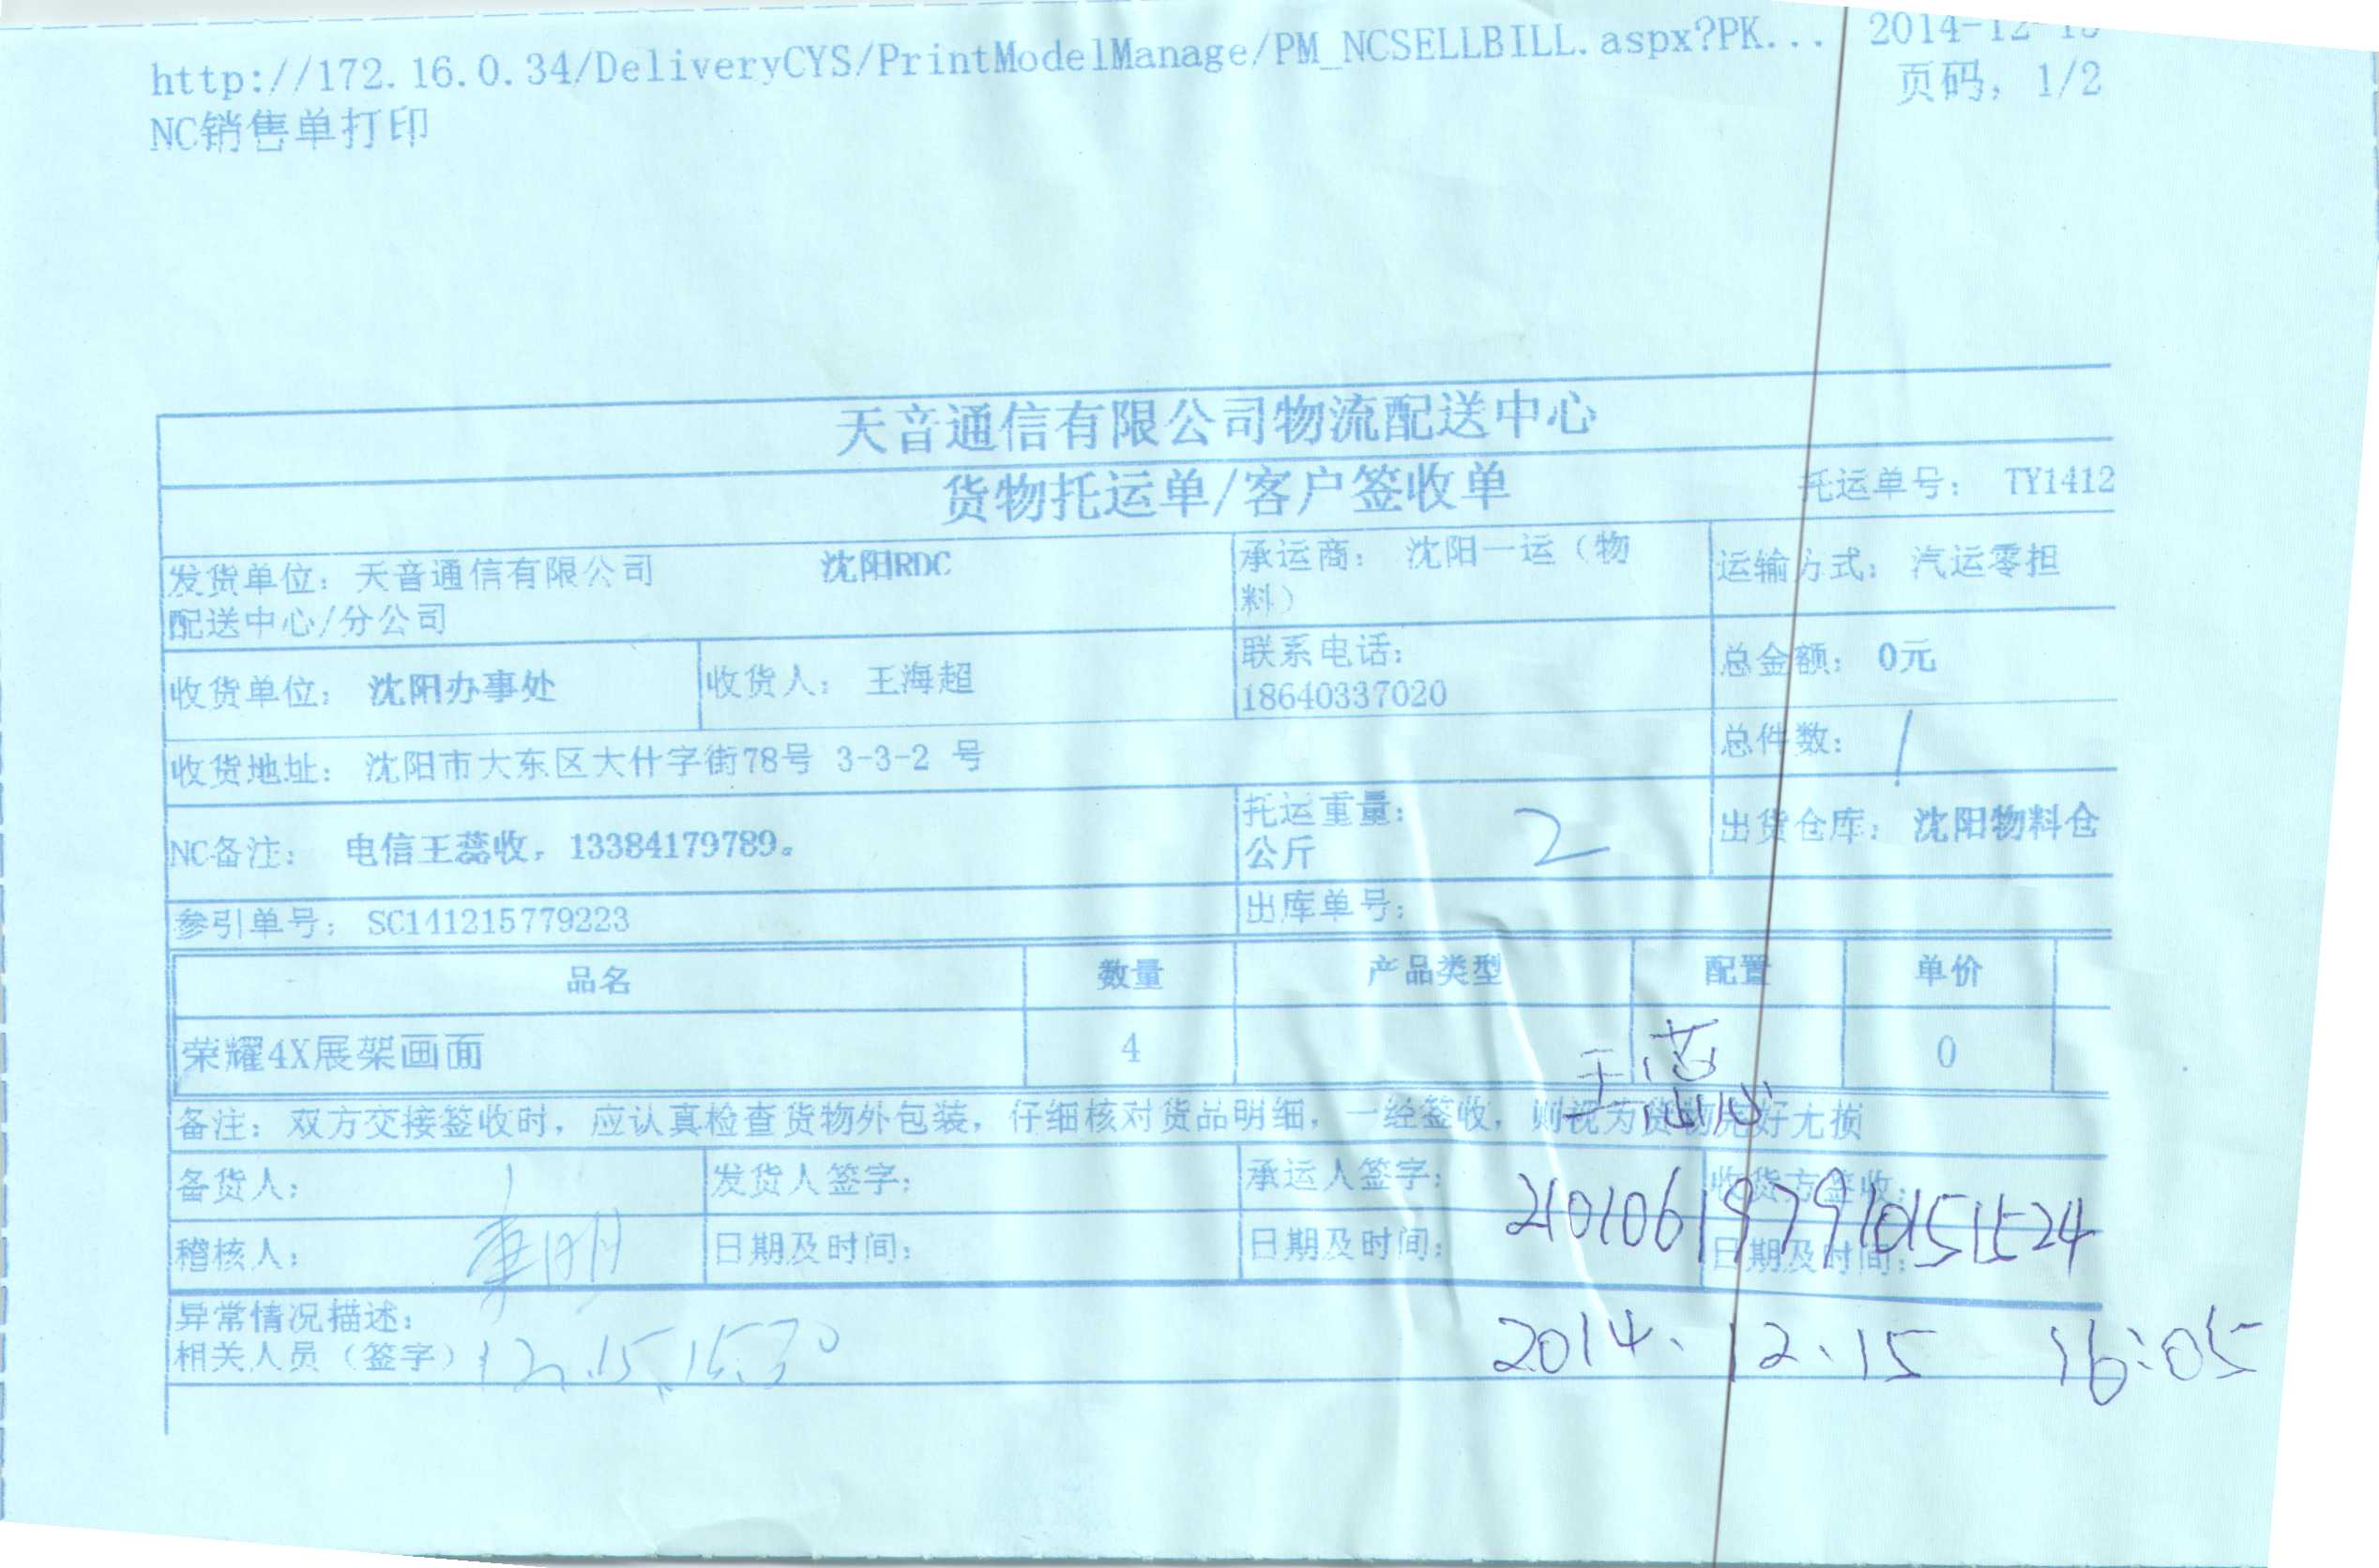 http://172.16.0.34/DeliveryCYS/PrintModelManage/PM_NCSELLBILL.aspx?PK...
页码, 1/2
NC销售单打印
天音通信有限公司物流配送中心
货物托运单/客户签收单
托运单号: TY1412
发货单位: 天音通信有限公司 沈阳RDC
配送中心/分公司
承运商: 沈阳一运（物
料）
运输方式: 汽运零担
收货单位: 沈阳办事处
收货人: 王海超
联系电话:
18640337020
总金额: 0元
收货地址: 沈阳市大东区大什字街78号 3-3-2 号
总件数: 1
NC备注: 电信王蕊收, 13384179789。
托运重量: 2
公斤
出货仓库: 沈阳物料仓
参引单号: SC141215779223
出库单号:
品名 数量 产品类型 配置 单价
荣耀4X展架画面 4 0
王蕊
备注: 双方交接签收时, 应认真检查货物外包装, 仔细核对货品明细, 一经签收, 则视为货物完好无损
备货人:
发货人签字:
承运人签字:
收货方签收:
稽核人:
日期及时间:
日期及时间:
日期及时间:
异常情况描述:
相关人员（签字） 12.15.15:30
2014.12.15 16:05